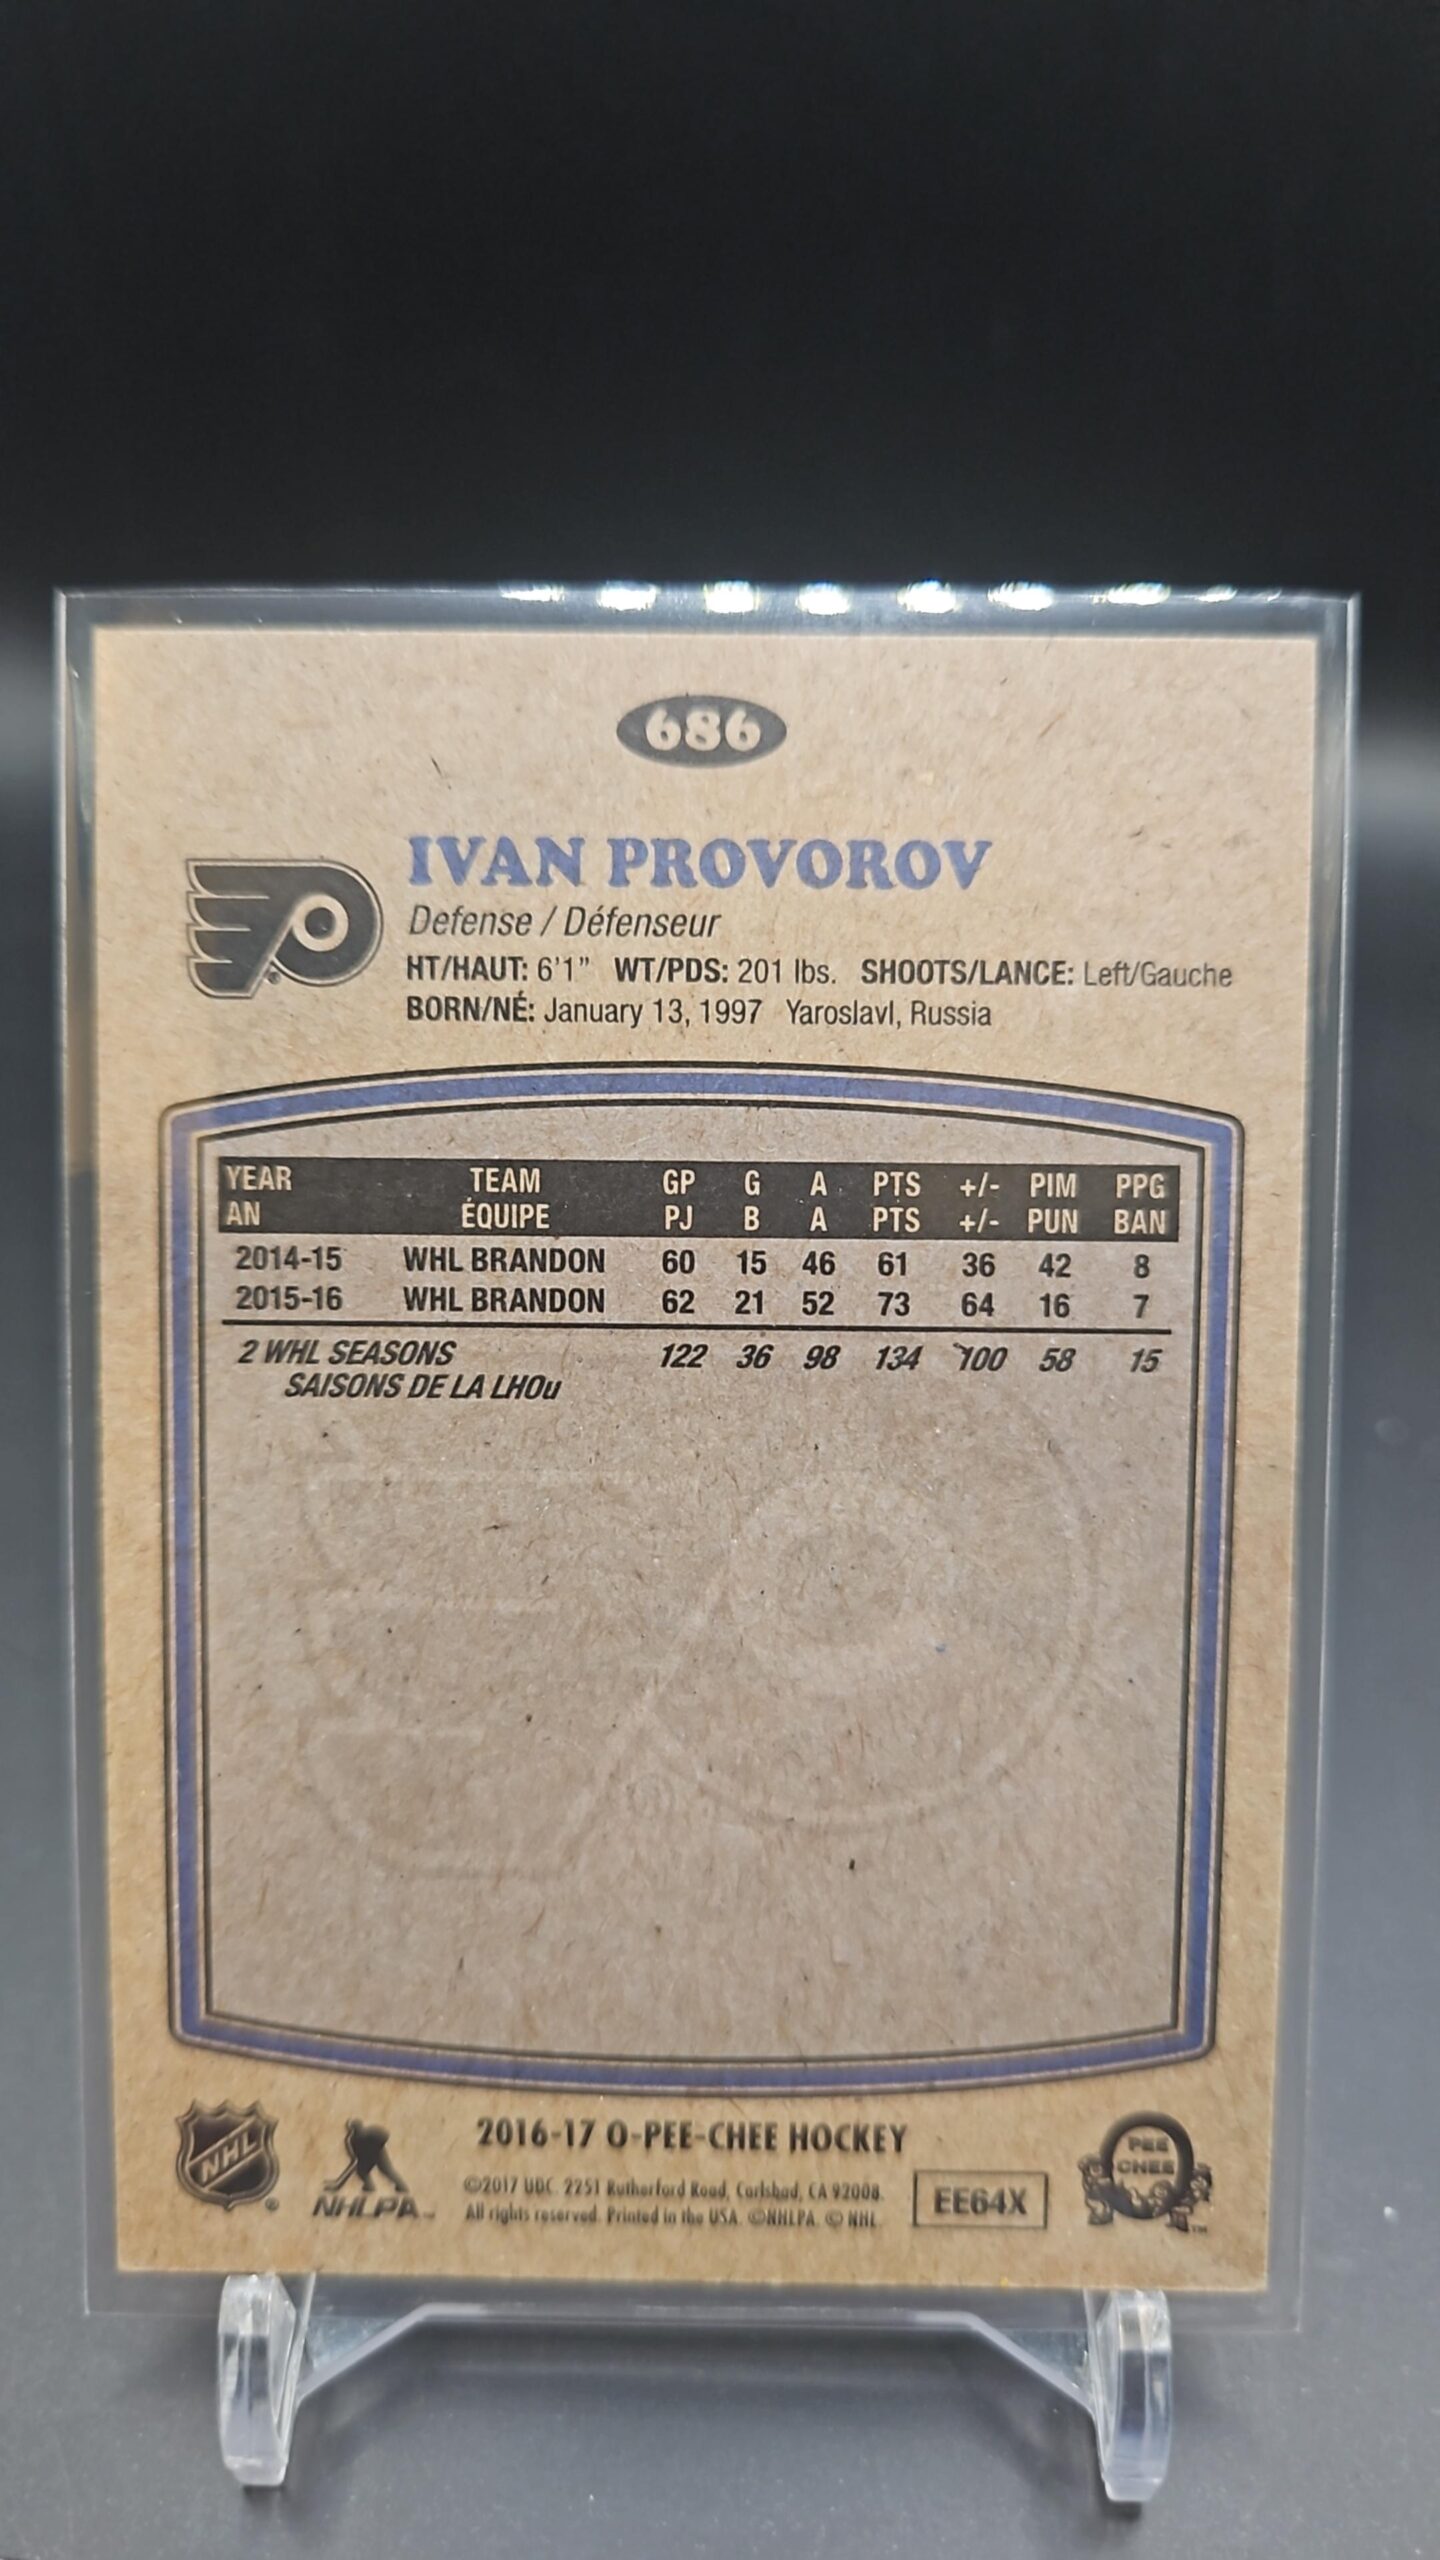 686
IVAN PROVOROV
Defense / Défenseur
HT/HAUT: 6'1" WT/PDS: 201 lbs. SHOOTS/LANCE: Left/Gauche
BORN/NÉ: January 13, 1997 Yaroslavl, Russia
YEAR TEAM GP G A PTS +/- PIM PPG
AN ÉQUIPE PJ B A PTS +/- PUN BAN
2014-15 WHL BRANDON 60 15 46 61 36 42 8
2015-16 WHL BRANDON 62 21 52 73 64 16 7
2 WHL SEASONS 122 36 98 134 100 58 15
SAISONS DE LA LHOu
NHL
NHLPA
2016-17 O-PEE-CHEE HOCKEY
©2017 UDC. 2251 Rutherford Road, Carlsbad, CA 92008.
All rights reserved. Printed in the USA. ©NHLPA. © NHL.
EE64X
PEE
CHEE